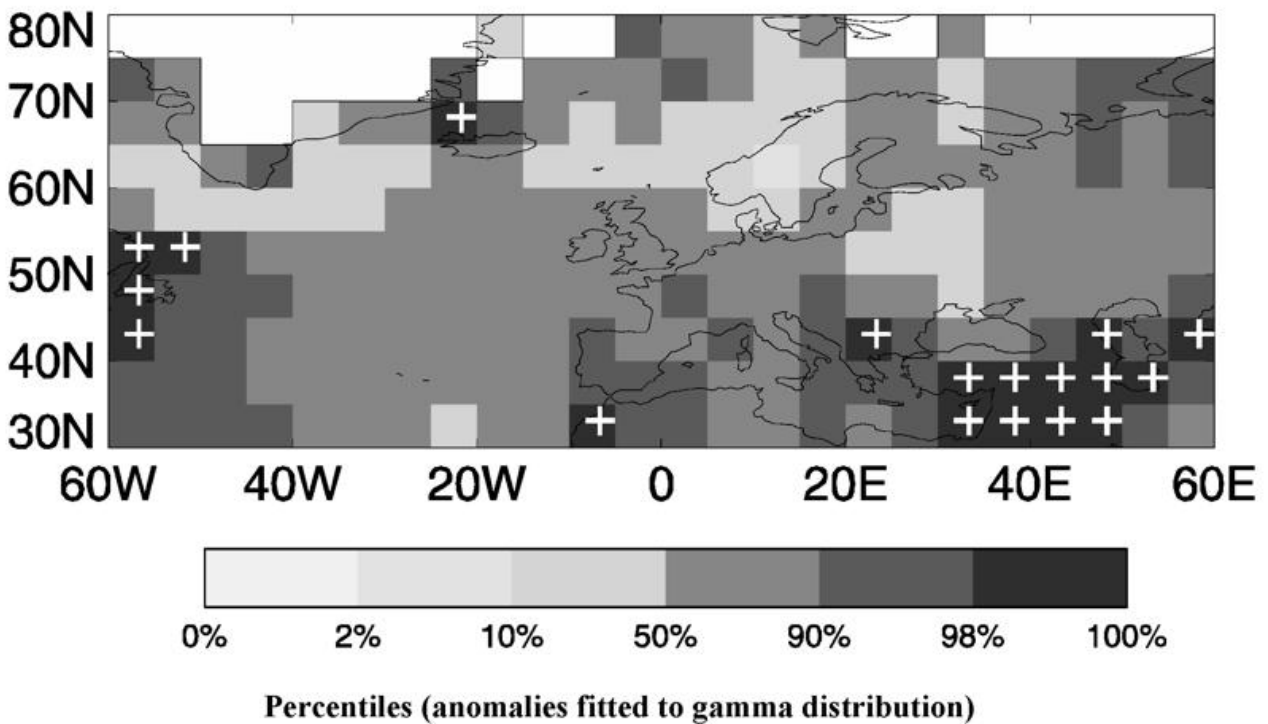 80N
70N
60N
50N
40N
30N
60W 40W 20W 0 20E 40E 60E
0% 2% 10% 50% 90% 98% 100%
Percentiles (anomalies fitted to gamma distribution)